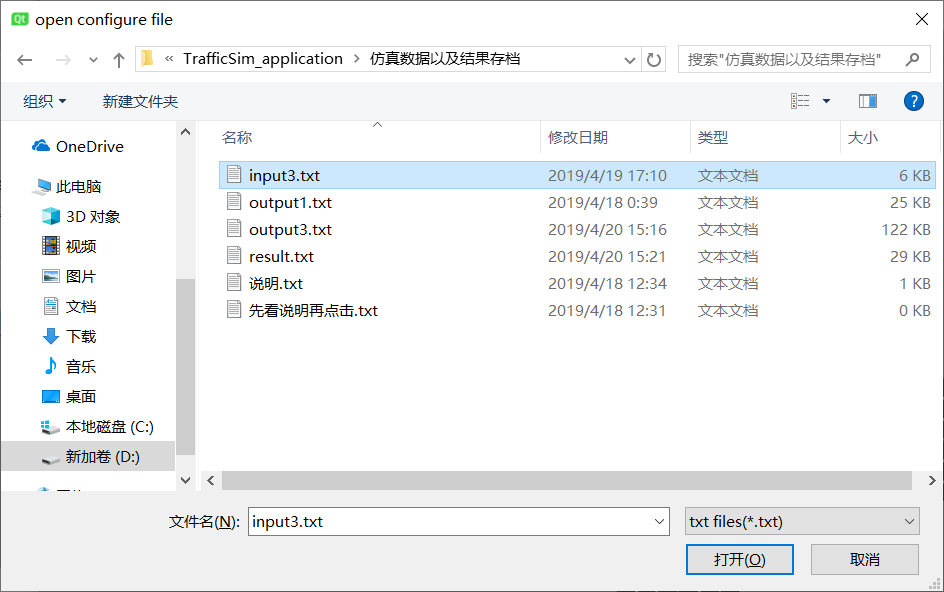 Qt open configure file
« TrafficSim_application › 仿真数据以及结果存档
搜索"仿真数据以及结果存档"
组织 新建文件夹 ?
OneDrive
此电脑
3D 对象
视频
图片
文档
下载
音乐
桌面
本地磁盘 (C:)
新加卷 (D:)
名称 修改日期 类型 大小
input3.txt 2019/4/19 17:10 文本文档 6 KB
output1.txt 2019/4/18 0:39 文本文档 25 KB
output3.txt 2019/4/20 15:16 文本文档 122 KB
result.txt 2019/4/20 15:21 文本文档 29 KB
说明.txt 2019/4/18 12:34 文本文档 1 KB
先看说明再点击.txt 2019/4/18 12:31 文本文档 0 KB
文件名(N): input3.txt txt files(*.txt)
打开(O) 取消